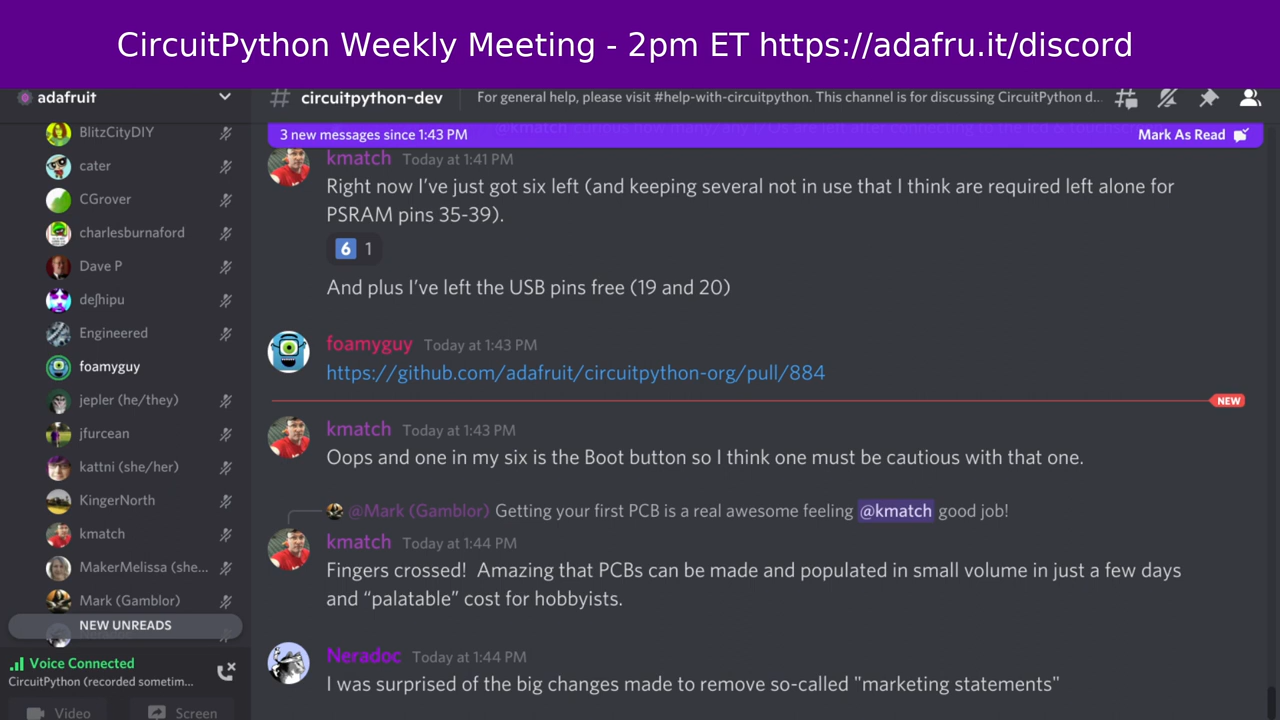 CircuitPython Weekly Meeting - 2pm ET https://adafru.it/discord
adafruit
# circuitpython-dev
For general help, please visit #help-with-circuitpython. This channel is for discussing CircuitPython d...
BlitzCityDIY
cater
CGrover
charlesburnaford
Dave P
deʃhipu
Engineered
foamyguy
jepler (he/they)
jfurcean
kattni (she/her)
KingerNorth
kmatch
MakerMelissa (she...
Mark (Gamblor)
NEW UNREADS
Voice Connected
CircuitPython (recorded sometim...
Video
Screen
3 new messages since 1:43 PM
Mark As Read
kmatch Today at 1:41 PM
Right now I've just got six left (and keeping several not in use that I think are required left alone for
PSRAM pins 35-39).
6 1
And plus I've left the USB pins free (19 and 20)
foamyguy Today at 1:43 PM
https://github.com/adafruit/circuitpython-org/pull/884
NEW
kmatch Today at 1:43 PM
Oops and one in my six is the Boot button so I think one must be cautious with that one.
@Mark (Gamblor) Getting your first PCB is a real awesome feeling @kmatch good job!
kmatch Today at 1:44 PM
Fingers crossed!  Amazing that PCBs can be made and populated in small volume in just a few days
and “palatable” cost for hobbyists.
Neradoc Today at 1:44 PM
I was surprised of the big changes made to remove so-called "marketing statements"